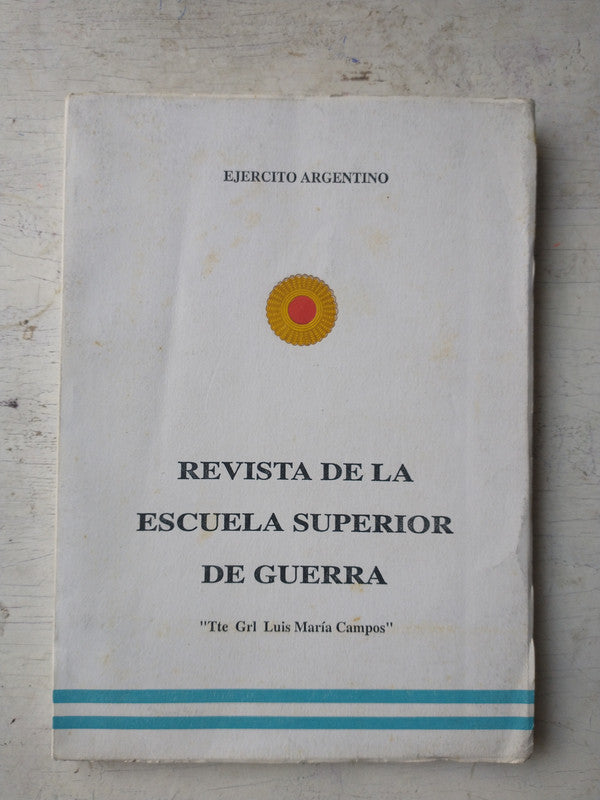 EJERCITO ARGENTINO
REVISTA DE LA
ESCUELA SUPERIOR
DE GUERRA
"Tte Grl Luis María Campos"